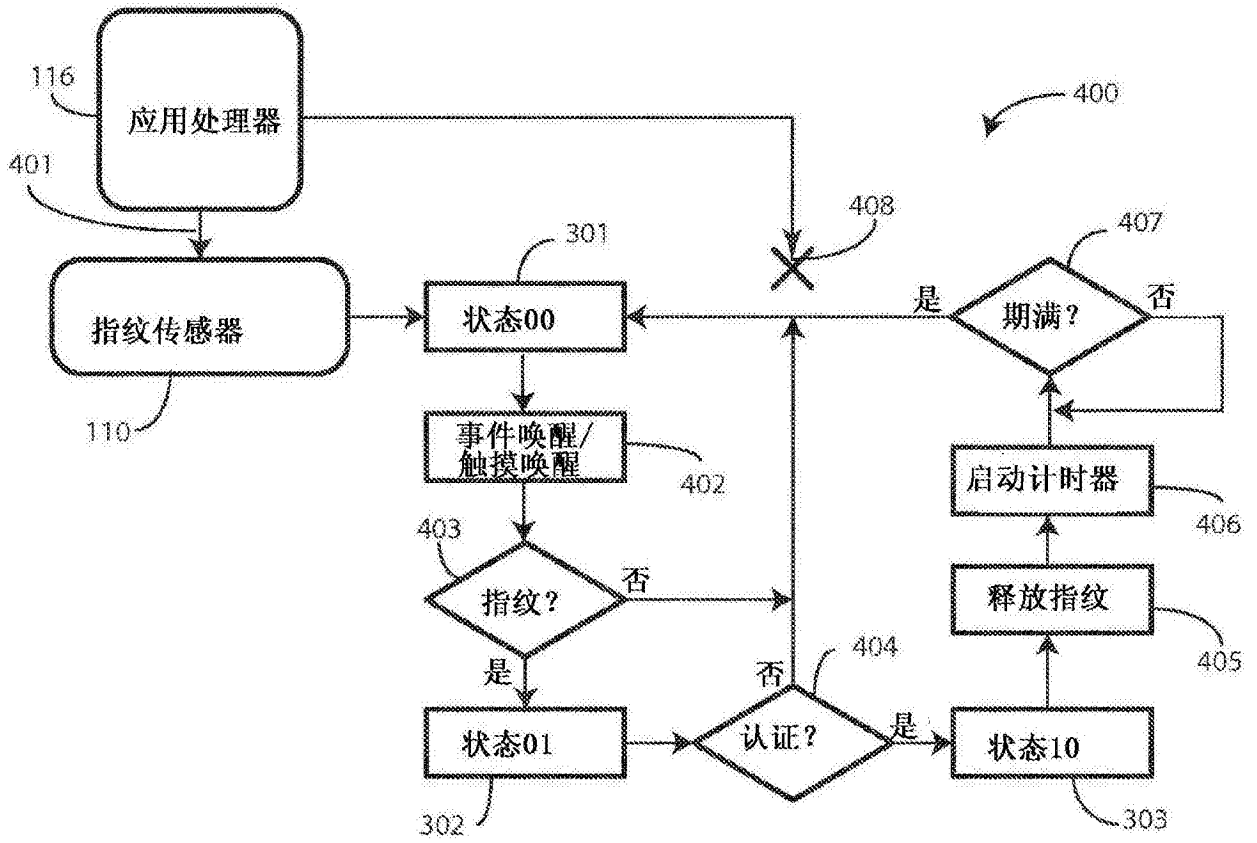 116
应用处理器
400
401
408
407
301
状态00
是
期满？
否
指纹传感器
110
事件唤醒/
触摸唤醒
402
启动计时器
406
403
指纹？
否
释放指纹
405
是
否
404
状态01
认证？
是
状态10
302
303